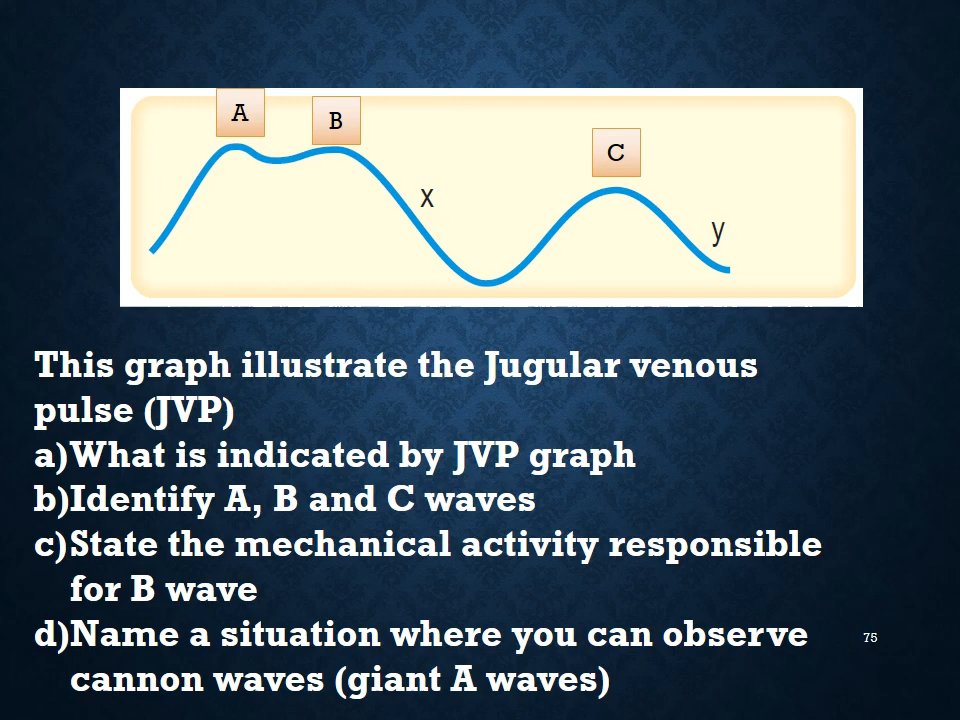 A
B
C
x
y
This graph illustrate the Jugular venous
pulse (JVP)
a)What is indicated by JVP graph
b)Identify A, B and C waves
c)State the mechanical activity responsible
for B wave
d)Name a situation where you can observe
cannon waves (giant A waves)
75